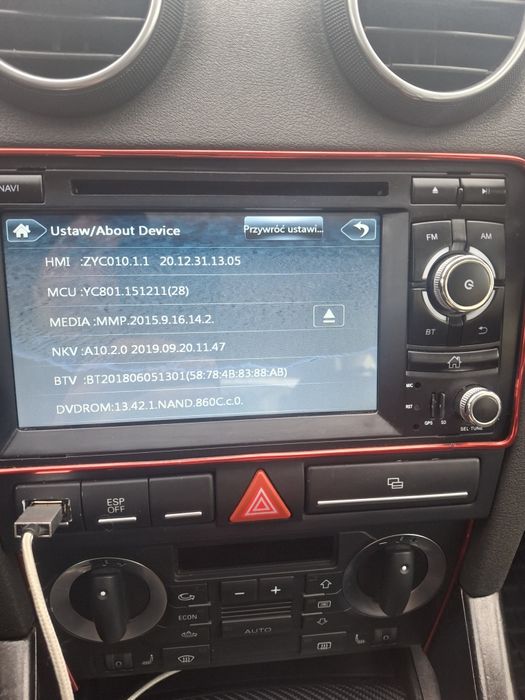 NAVI
Ustaw/About Device
Przywróć ustawi...
HMI :ZYC010.1.1 20.12.31.13.05
MCU :YC801.151211(28)
MEDIA :MMP.2015.9.16.14.2.
NKV :A10.2.0 2019.09.20.11.47
BTV :BT201806051301(58:78:4B:83:88:AB)
DVDROM:13.42.1.NAND.860C.c.0.
FM
AM
BT
MIC
RST
GPS
SD
SEL·TUNE
ESP
OFF
ECON
AUTO